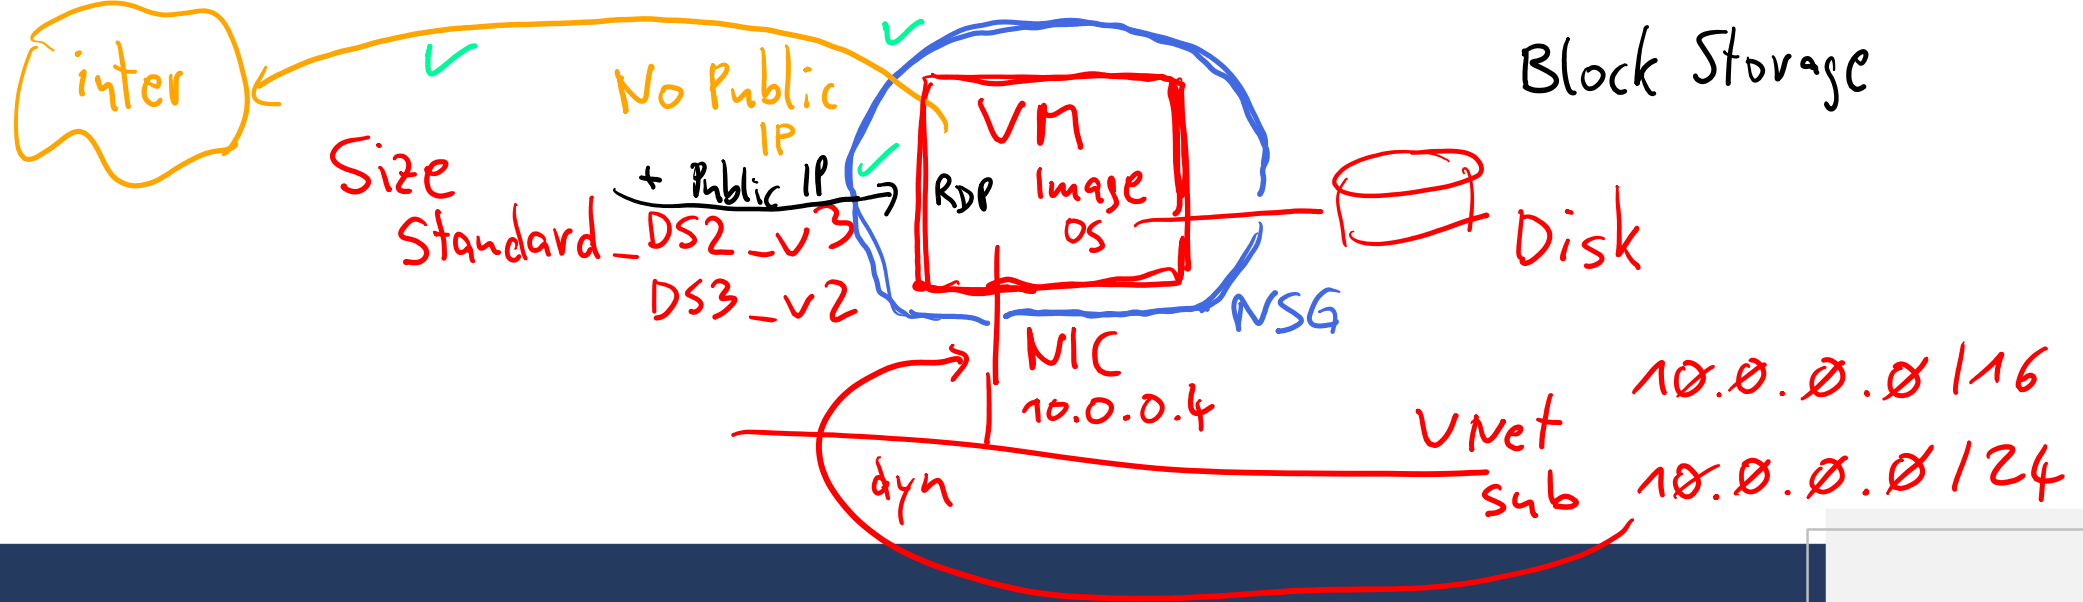 inter
No Public
IP
Size
Standard_DS2_v3
DS3_v2
+ Public IP
RDP
VM
Image
OS
Block Storage
Disk
NSG
NIC
10.0.0.4
dyn
VNet
10.0.0.0/16
sub
10.0.0.0/24